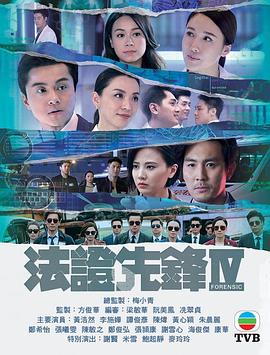 法證先鋒IV
FORENSIC
總監製：梅小青
監製：方俊華 編審：梁敏華 阮美鳳 冼翠貞
主要演員：黃浩然 李施嬅 譚俊彥 陳煒 黃心穎 朱晨麗
鄭希怡 張曦雯 陳敏之 鄭俊弘 張頴康 謝雪心 海俊傑 康華
特別演出：謝賢 米雪 鮑起靜 麥玲玲
TVB